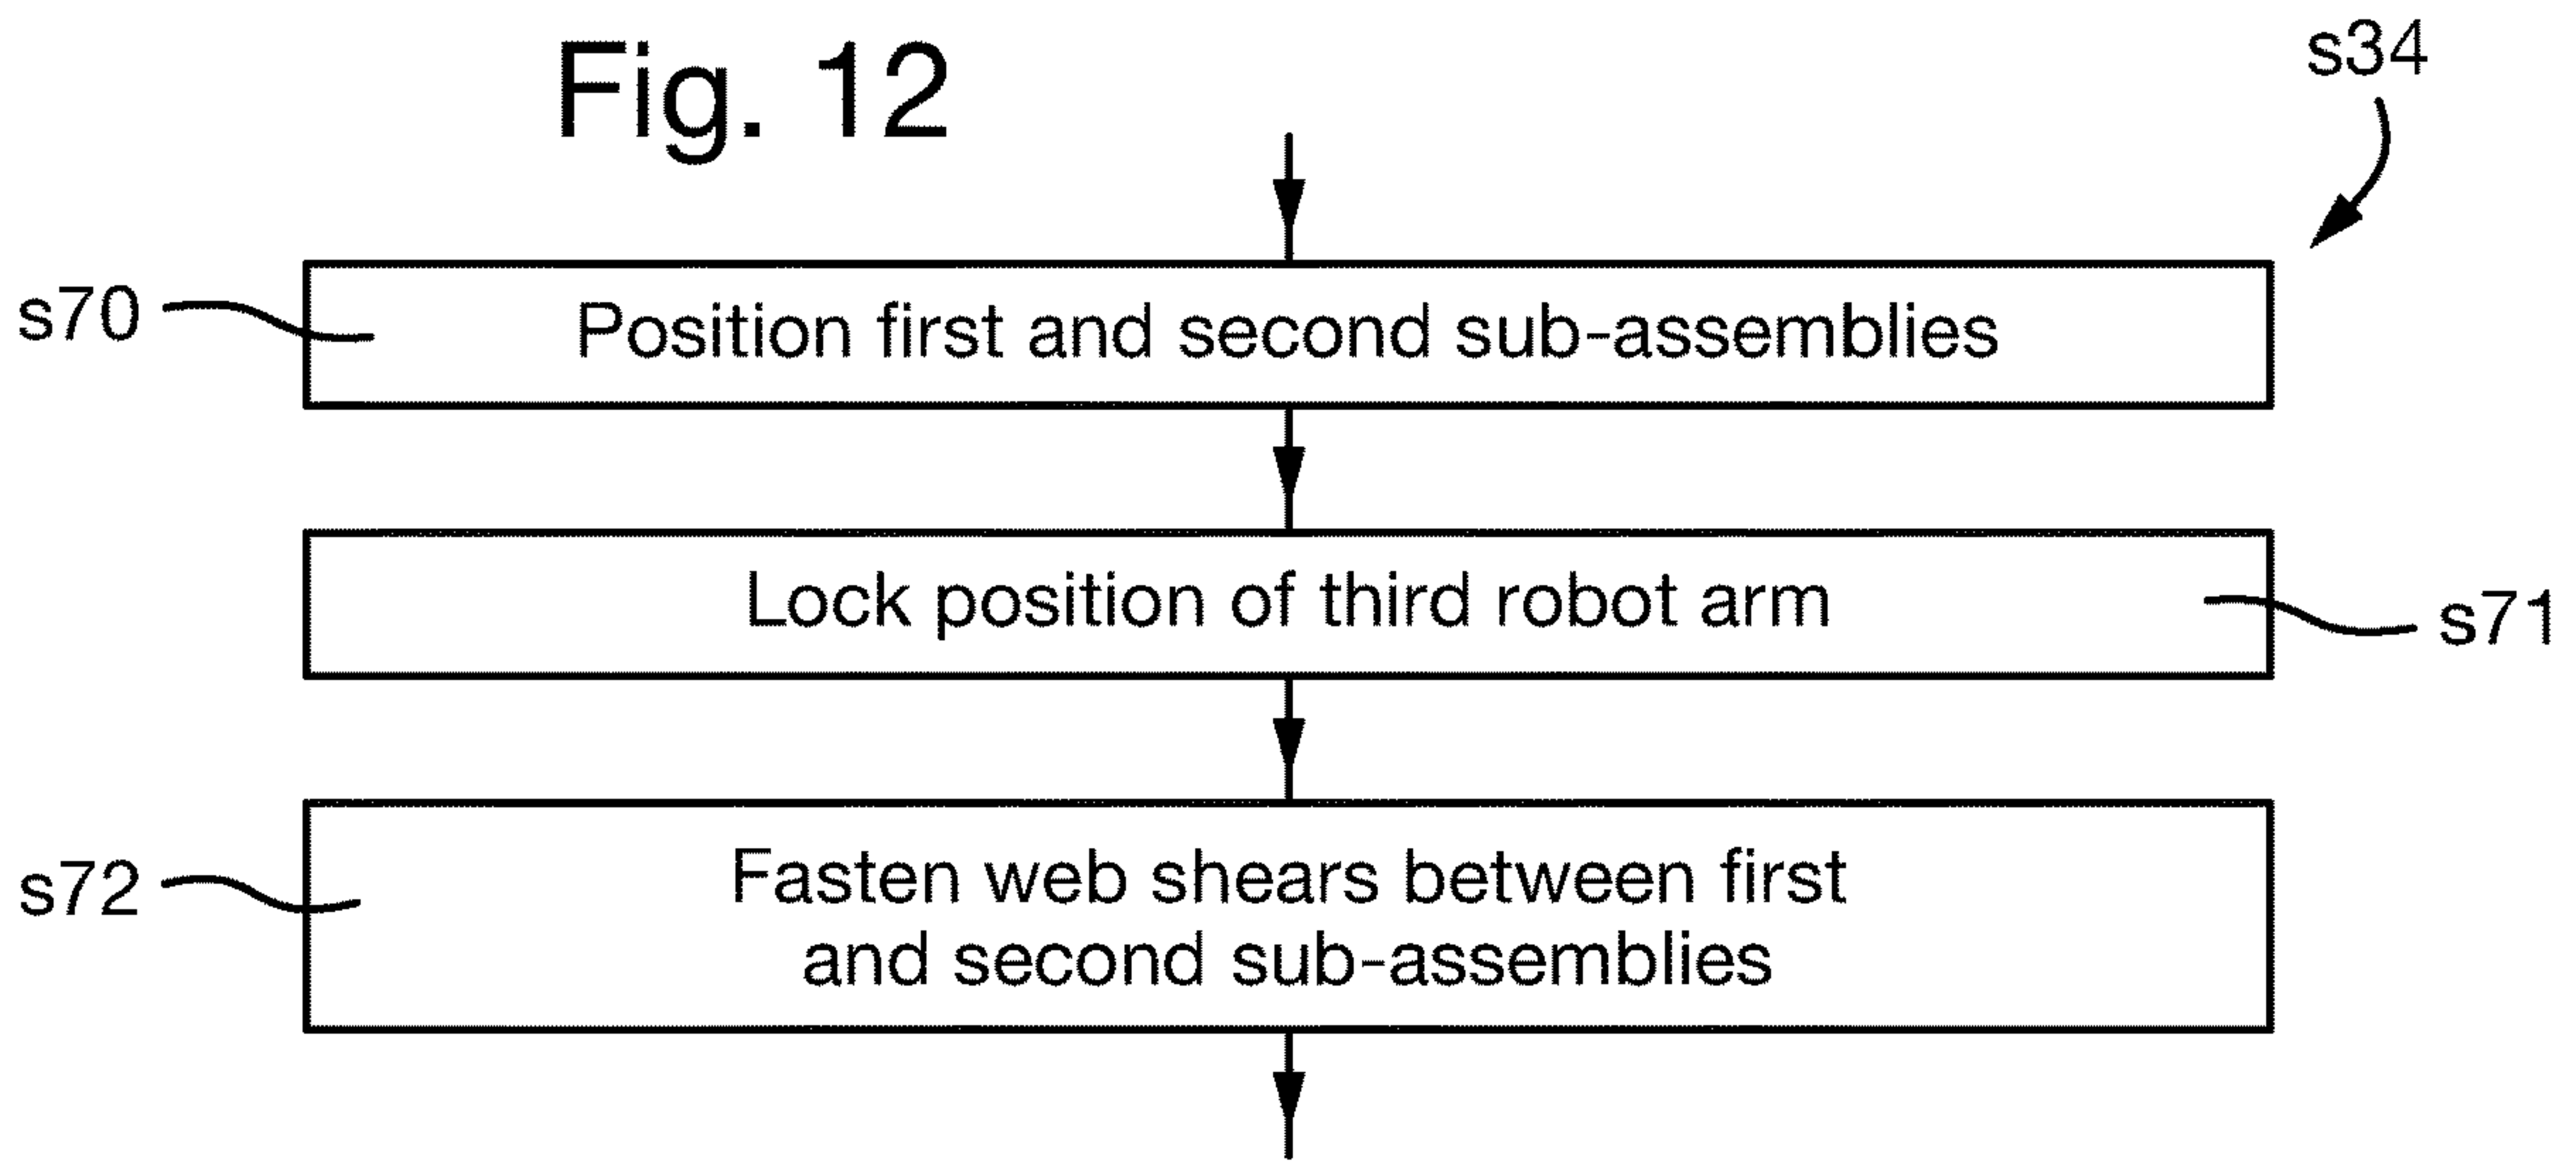 Fig. 12
s34
s70
Position first and second sub-assemblies
Lock position of third robot arm
s71
s72
Fasten web shears between first
and second sub-assemblies